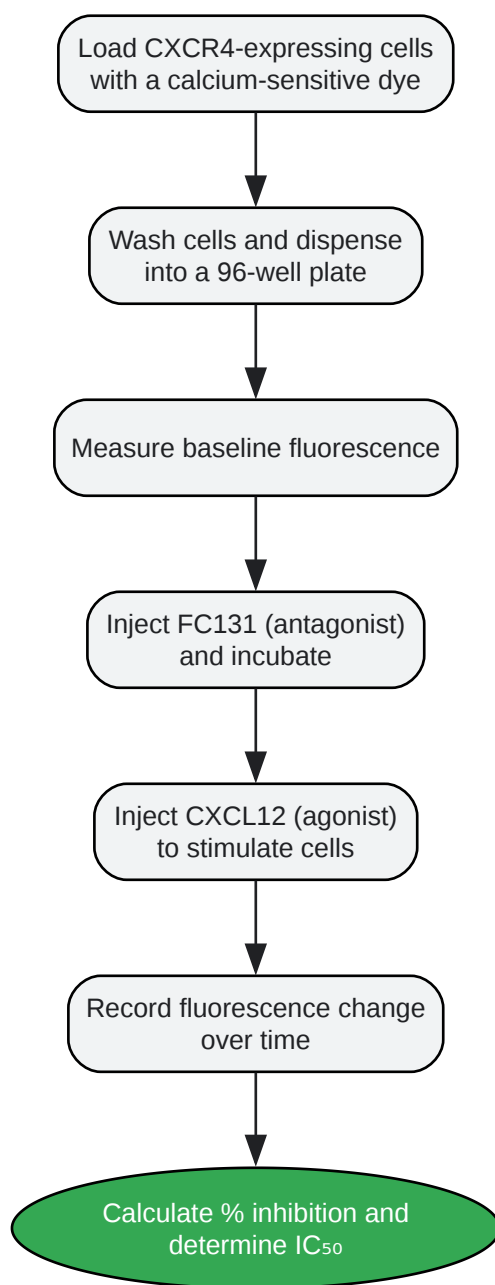 Load CXCR4-expressing cells
with a calcium-sensitive dye
Wash cells and dispense
into a 96-well plate
Measure baseline fluorescence
Inject FC131 (antagonist)
and incubate
Inject CXCL12 (agonist)
to stimulate cells
Record fluorescence change
over time
Calculate % inhibition and
determine IC₅₀